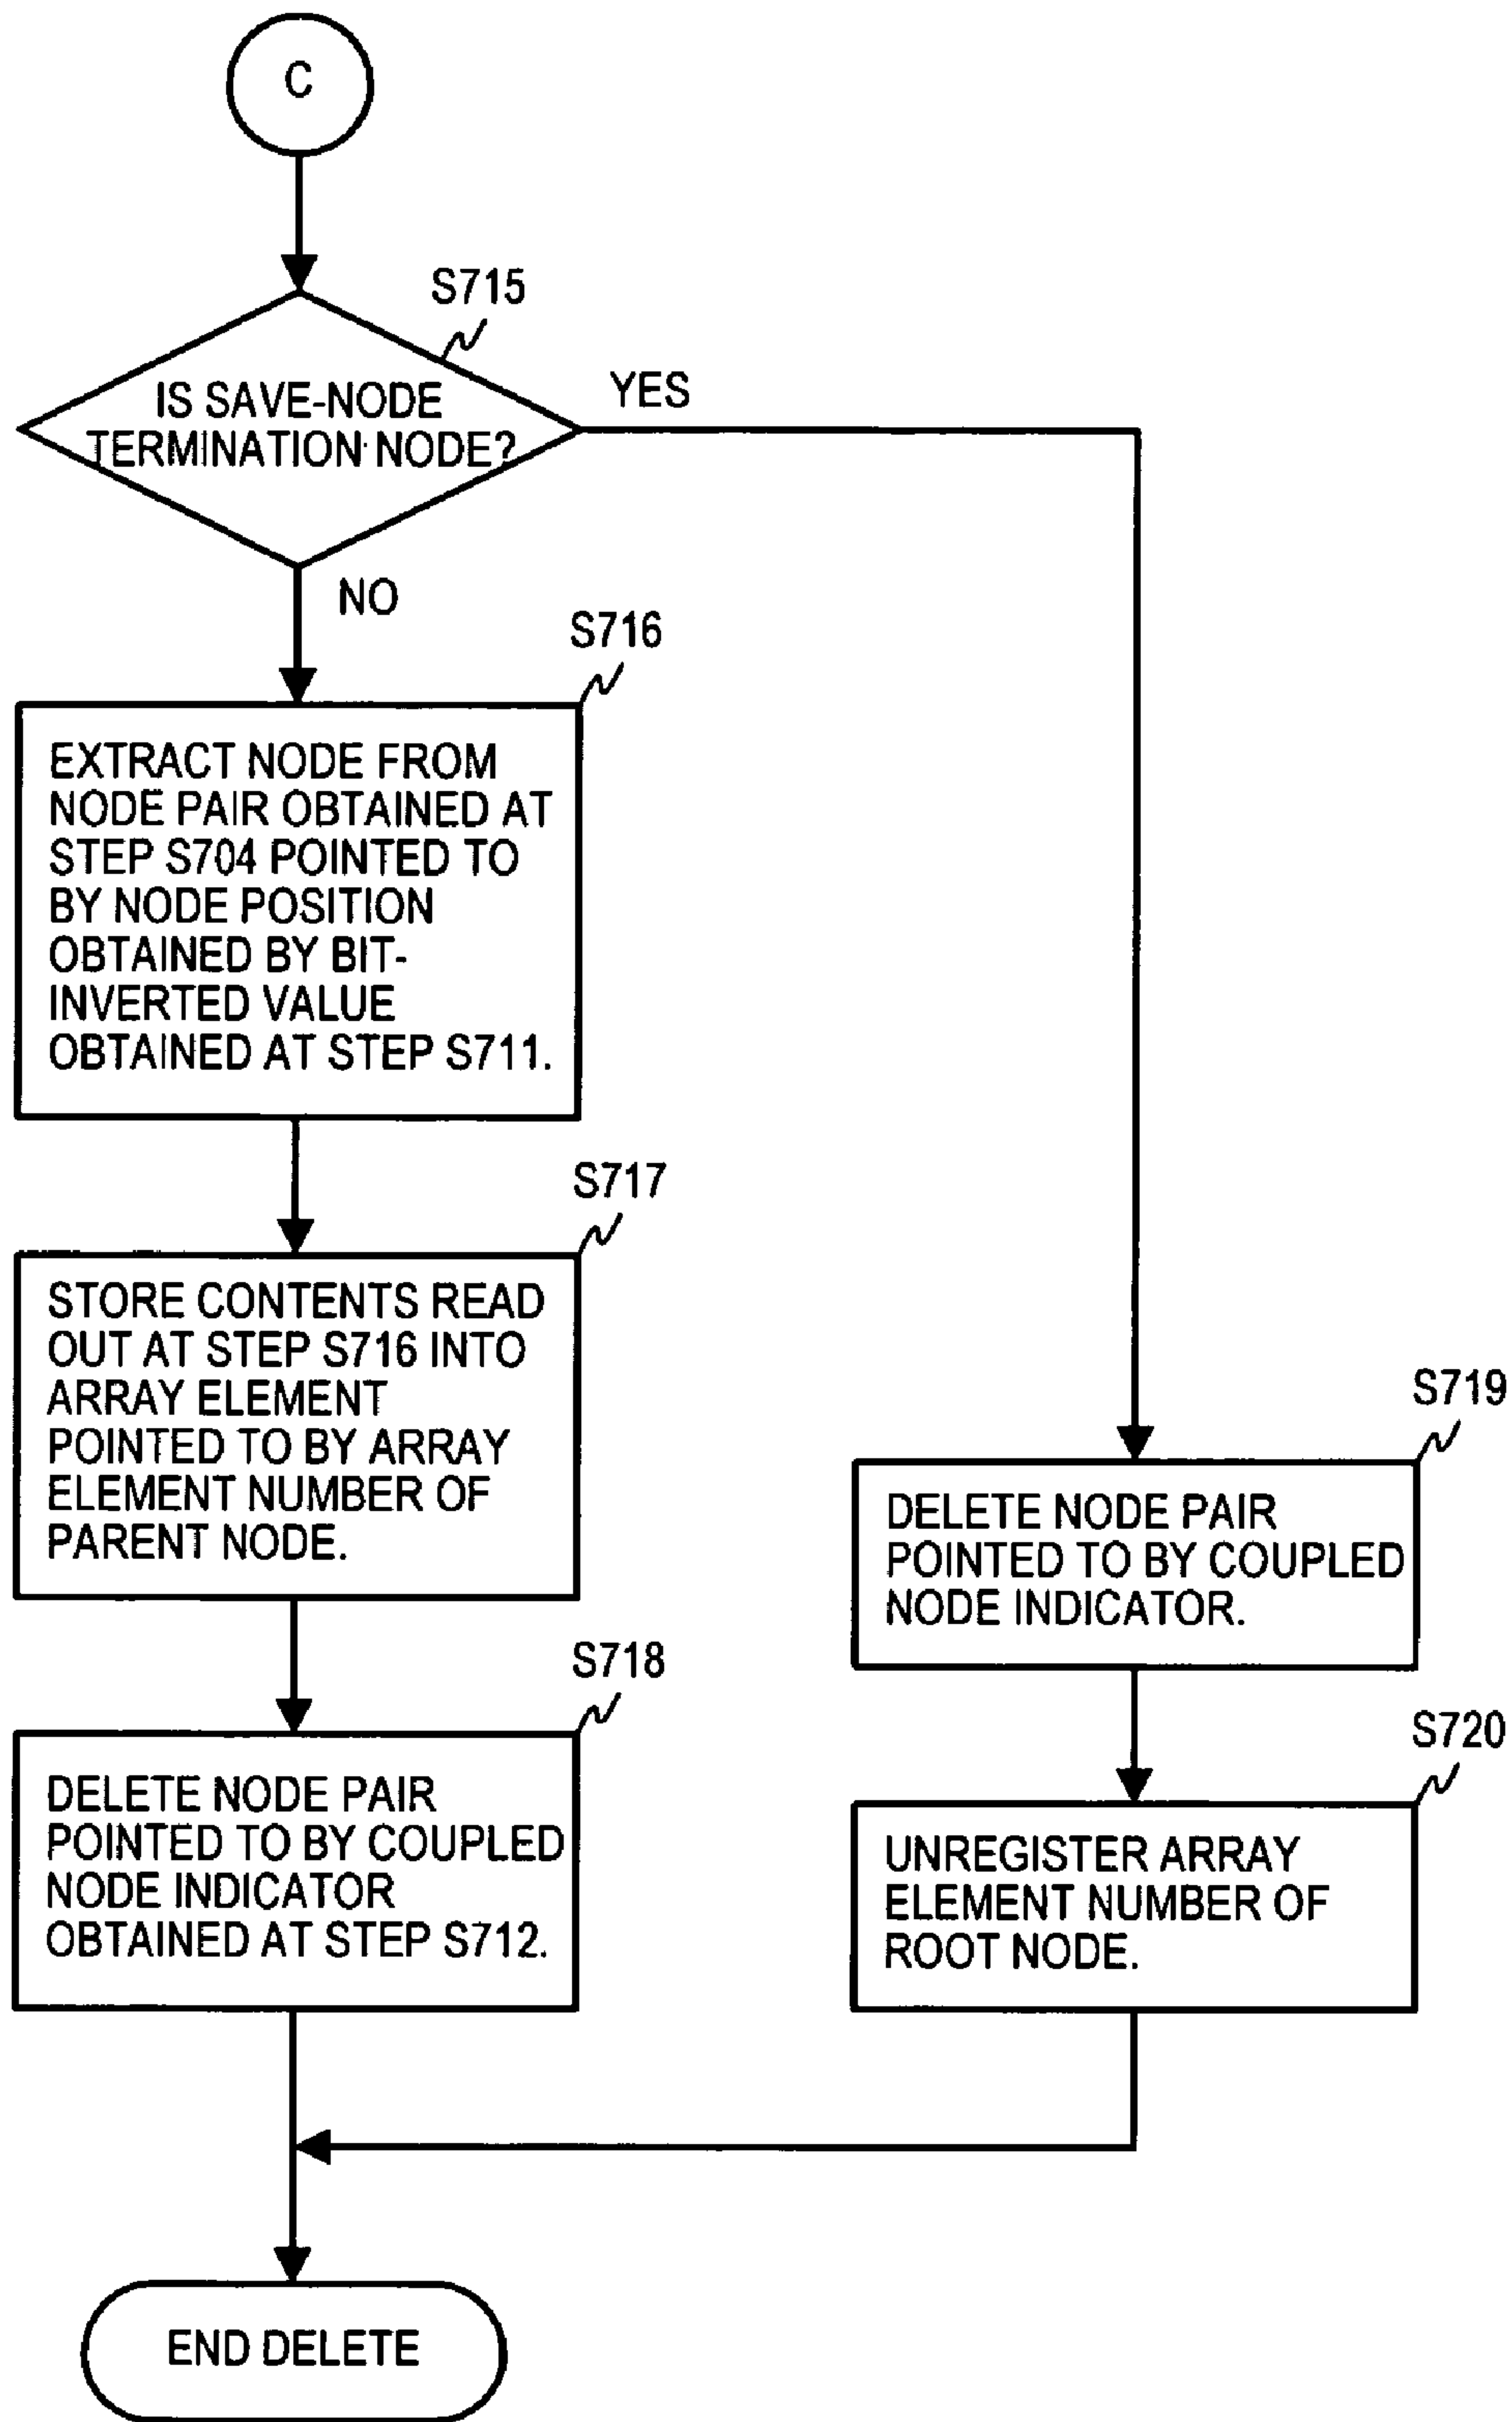 C
S715
IS SAVE-NODE
TERMINATION NODE?
YES
NO
S716
EXTRACT NODE FROM
NODE PAIR OBTAINED AT
STEP S704 POINTED TO
BY NODE POSITION
OBTAINED BY BIT-
INVERTED VALUE
OBTAINED AT STEP S711.
S717
STORE CONTENTS READ
OUT AT STEP S716 INTO
ARRAY ELEMENT
POINTED TO BY ARRAY
ELEMENT NUMBER OF
PARENT NODE.
S718
DELETE NODE PAIR
POINTED TO BY COUPLED
NODE INDICATOR
OBTAINED AT STEP S712.
S719
DELETE NODE PAIR
POINTED TO BY COUPLED
NODE INDICATOR.
S720
UNREGISTER ARRAY
ELEMENT NUMBER OF
ROOT NODE.
END DELETE